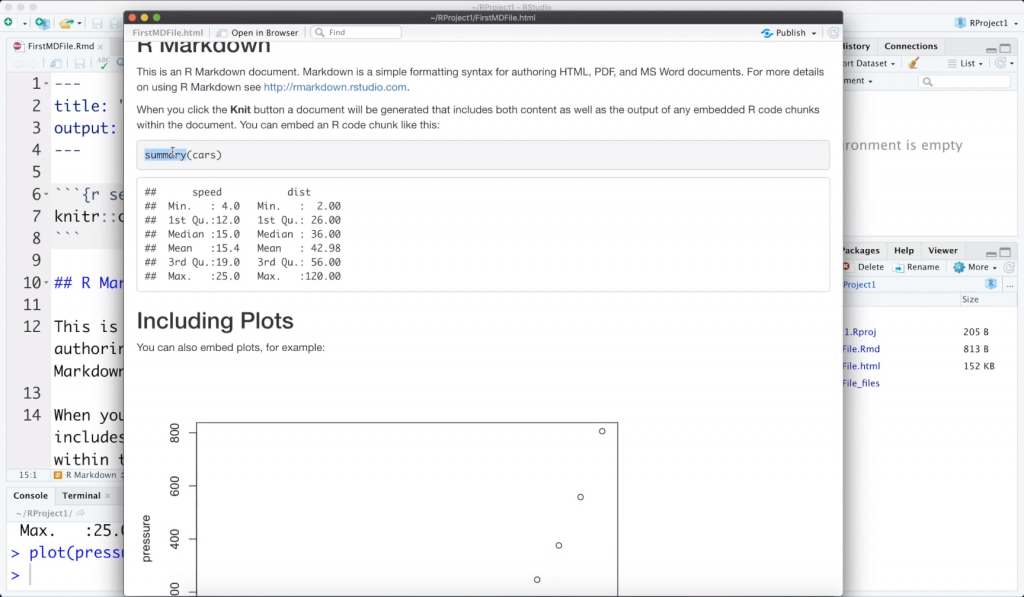 ~/RProject1 - RStudio
RProject1
FirstMDFile.Rmd
1 ---
2 title: "
3 output:
4 ---
5
6 ```{r se
7 knitr::c
8 ```
9
10 ## R Mar
11
12 This is
authorin
Markdown
13
14 When you
includes
within t
15:1 R Markdown
Console Terminal
~/RProject1/
Max. :25.0
> plot(pressu
>
~/RProject1/FirstMDFile.html
FirstMDFile.html Open in Browser Find Publish
R Markdown
This is an R Markdown document. Markdown is a simple formatting syntax for authoring HTML, PDF, and MS Word documents. For more details
on using R Markdown see http://rmarkdown.rstudio.com.
When you click the Knit button a document will be generated that includes both content as well as the output of any embedded R code chunks
within the document. You can embed an R code chunk like this:
summary(cars)
## speed dist
## Min. : 4.0 Min. : 2.00
## 1st Qu.:12.0 1st Qu.: 26.00
## Median :15.0 Median : 36.00
## Mean :15.4 Mean : 42.98
## 3rd Qu.:19.0 3rd Qu.: 56.00
## Max. :25.0 Max. :120.00
Including Plots
You can also embed plots, for example:
800
600
400
pressure
History Connections
ort Dataset List
ment
ronment is empty
Packages Help Viewer
Delete Rename More
Project1
Size
1.Rproj 205 B
File.Rmd 813 B
File.html 152 KB
File_files